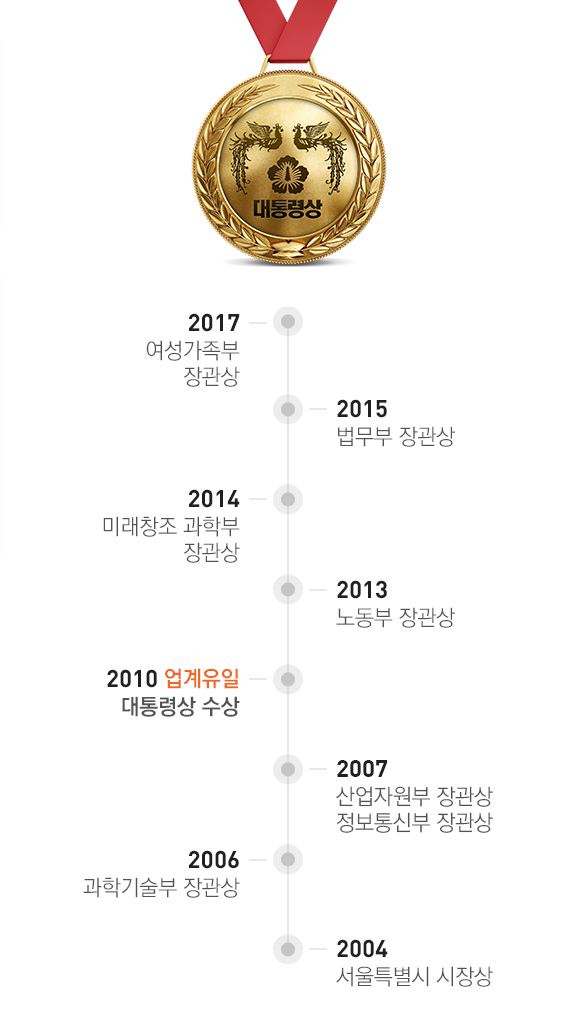 대통령상
2017
여성가족부
장관상
2015
법무부 장관상
2014
미래창조 과학부
장관상
2013
노동부 장관상
2010 업계유일
대통령상 수상
2007
산업자원부 장관상
정보통신부 장관상
2006
과학기술부 장관상
2004
서울특별시 시장상